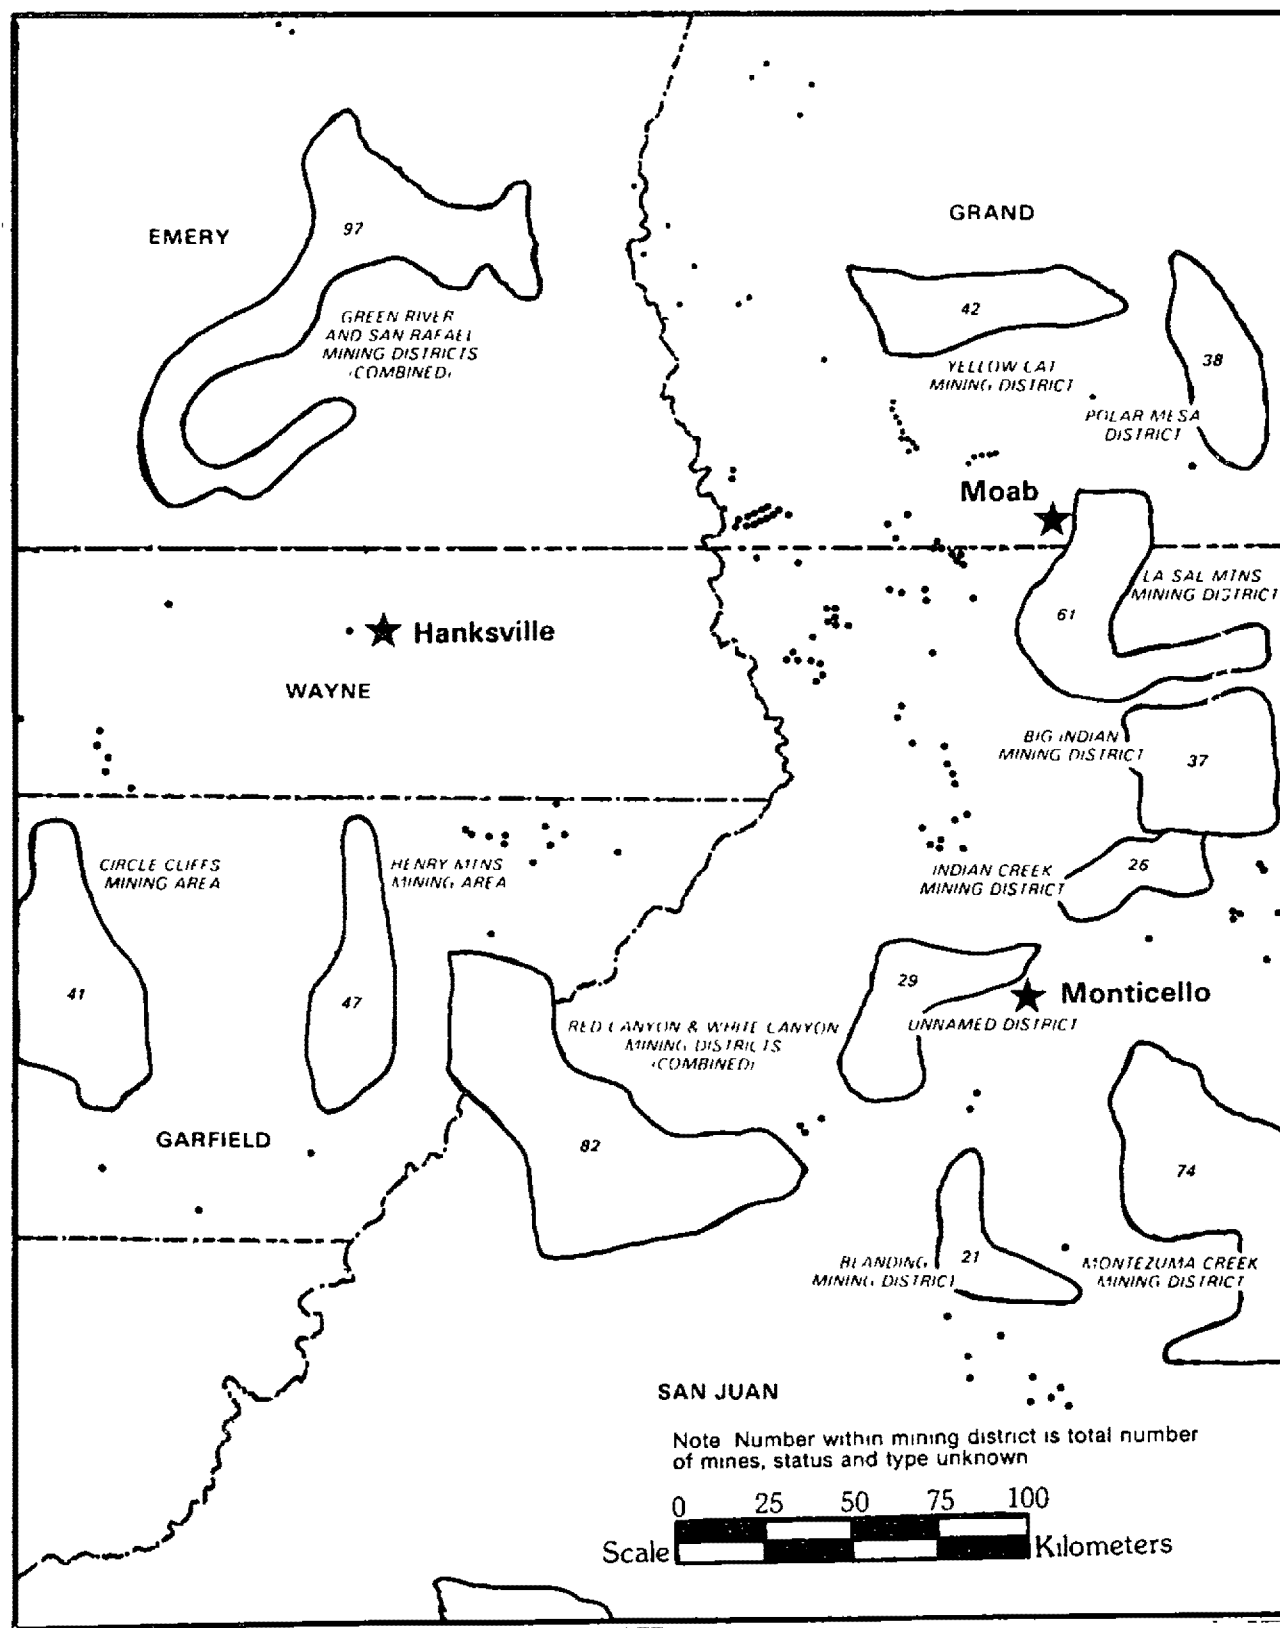 GRAND
EMERY
97
GREEN RIVER
AND SAN RAFAEL
MINING DISTRICTS
(COMBINED)
42
YELLOW CAT
MINING DISTRICT
38
POLAR MESA
DISTRICT
Moab
LA SAL MTNS
MINING DISTRICT
61
Hanksville
WAYNE
BIG INDIAN
MINING DISTRICT
37
CIRCLE CLIFFS
MINING AREA
HENRY MTNS
MINING AREA
INDIAN CREEK
MINING DISTRICT
26
41
47
29
Monticello
RED CANYON & WHITE CANYON
MINING DISTRICTS
(COMBINED)
UNNAMED DISTRICT
GARFIELD
82
74
BLANDING
MINING DISTRICT
21
MONTEZUMA CREEK
MINING DISTRICT
SAN JUAN
Note Number within mining district is total number
of mines, status and type unknown
0 25 50 75 100
Scale Kilometers